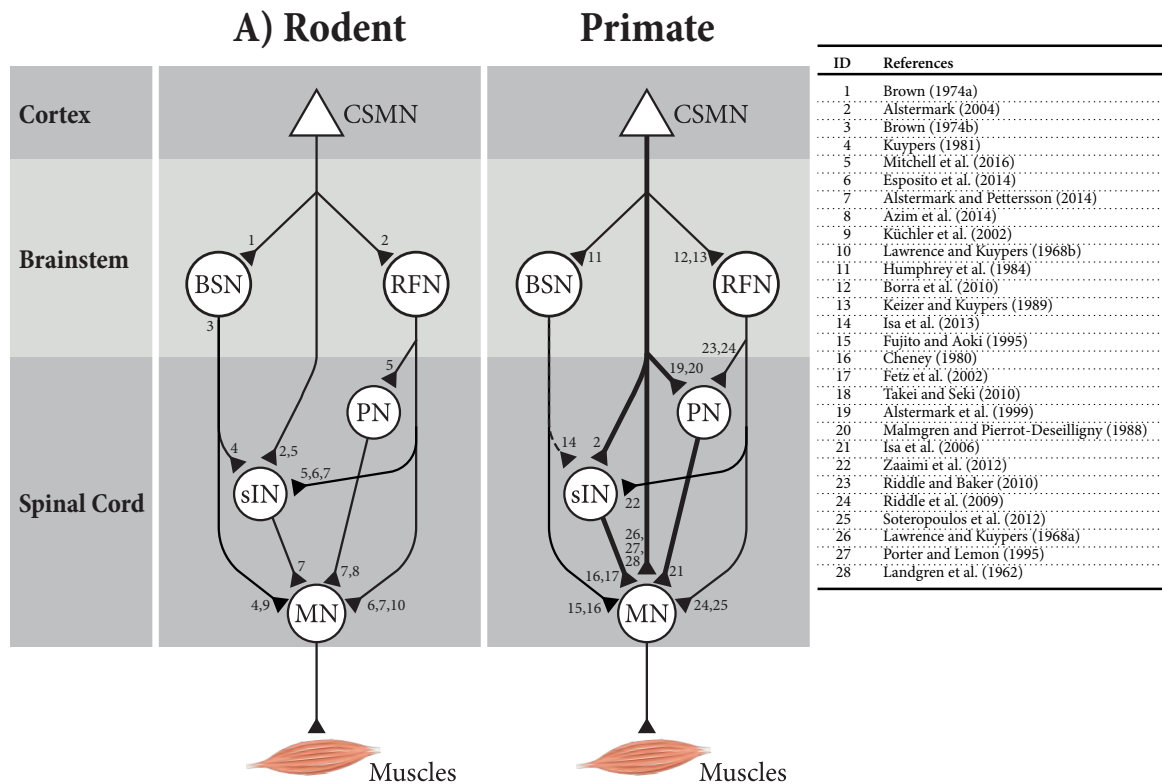 A) Rodent
Primate
Cortex
Brainstem
Spinal Cord
CSMN
1
2
BSN
RFN
3
5
PN
4
2,5
5,6,7
sIN
7
7,8
4,9
6,7,10
MN
Muscles
CSMN
11
12,13
BSN
RFN
23,24
19,20
PN
14
2
sIN
22
26,
27,
28
16,17
21
15,16
24,25
MN
Muscles
ID References
1 Brown (1974a)
2 Alstermark (2004)
3 Brown (1974b)
4 Kuypers (1981)
5 Mitchell et al. (2016)
6 Esposito et al. (2014)
7 Alstermark and Pettersson (2014)
8 Azim et al. (2014)
9 Küchler et al. (2002)
10 Lawrence and Kuypers (1968b)
11 Humphrey et al. (1984)
12 Borra et al. (2010)
13 Keizer and Kuypers (1989)
14 Isa et al. (2013)
15 Fujito and Aoki (1995)
16 Cheney (1980)
17 Fetz et al. (2002)
18 Takei and Seki (2010)
19 Alstermark et al. (1999)
20 Malmgren and Pierrot-Deseilligny (1988)
21 Isa et al. (2006)
22 Zaaimi et al. (2012)
23 Riddle and Baker (2010)
24 Riddle et al. (2009)
25 Soteropoulos et al. (2012)
26 Lawrence and Kuypers (1968a)
27 Porter and Lemon (1995)
28 Landgren et al. (1962)